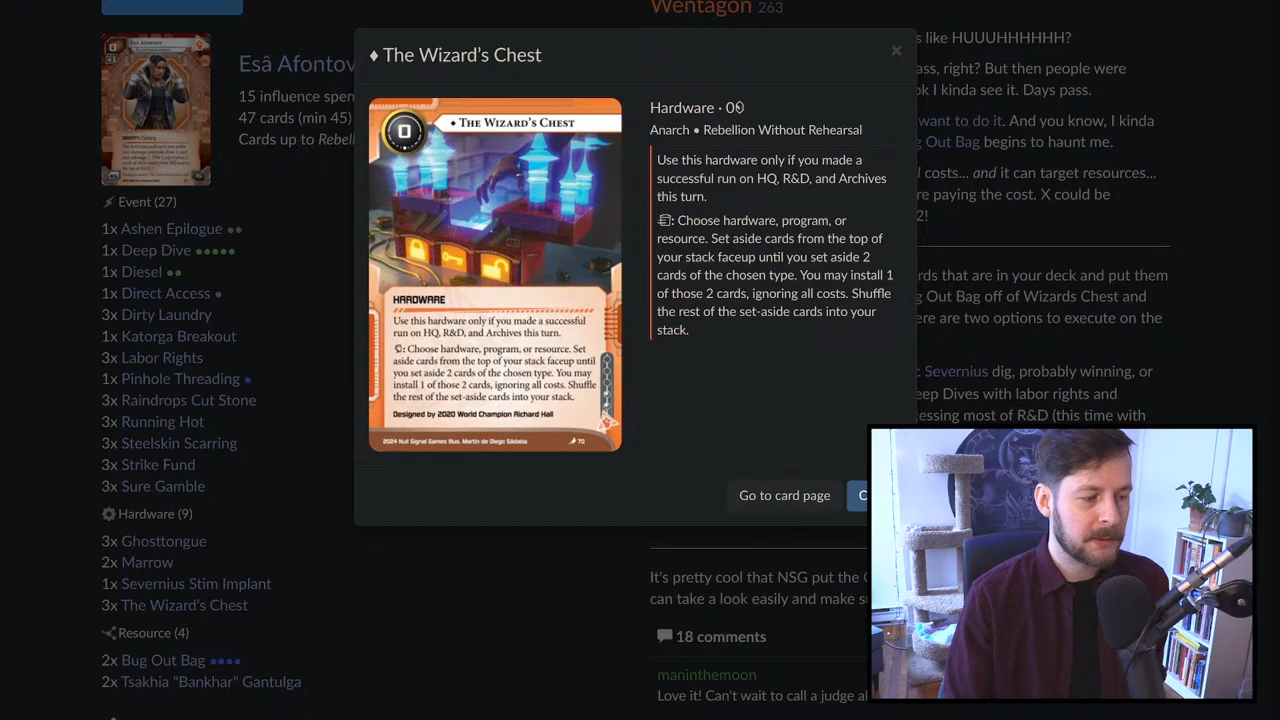 Wentagon 263
s like HUUUHHHHHH?
ass, right? But then people were
k I kinda see it. Days pass.
want to do it. And you know, I kinda
g Out Bag begins to haunt me.
l costs... and it can target resources...
re paying the cost. X could be
2!
rds that are in your deck and put them
g Out Bag off of Wizards Chest and
ere are two options to execute on the
t Severnius dig, probably winning, or
eep Dives with labor rights and
essing most of R&D (this time with
It's pretty cool that NSG put the
can take a look easily and make s
18 comments
maninthemoon
Love it! Can't wait to call a judge a
Esâ Afontov
15 influence spen
47 cards (min 45)
Cards up to Rebel
Event (27)
1x Ashen Epilogue
1x Deep Dive
1x Diesel
1x Direct Access
3x Dirty Laundry
1x Katorga Breakout
3x Labor Rights
1x Pinhole Threading
3x Raindrops Cut Stone
3x Running Hot
3x Steelskin Scarring
3x Strike Fund
3x Sure Gamble
Hardware (9)
3x Ghosttongue
2x Marrow
1x Severnius Stim Implant
3x The Wizard's Chest
Resource (4)
2x Bug Out Bag
2x Tsakhia "Bankhar" Gantulga
♦ The Wizard's Chest
×
0
♦ The Wizard's Chest
HARDWARE
Use this hardware only if you made a successful
run on HQ, R&D, and Archives this turn.
: Choose hardware, program, or resource. Set
aside cards from the top of your stack faceup until
you set aside 2 cards of the chosen type. You may
install 1 of those 2 cards, ignoring all costs. Shuffle
the rest of the set-aside cards into your stack.
Designed by 2020 World Champion Richard Hall
2024 Null Signal Games Illus. Martin de Diego Sádaba
70
Hardware · 0
Anarch • Rebellion Without Rehearsal
Use this hardware only if you made a
successful run on HQ, R&D, and Archives
this turn.
: Choose hardware, program, or
resource. Set aside cards from the top of
your stack faceup until you set aside 2
cards of the chosen type. You may install 1
of those 2 cards, ignoring all costs. Shuffle
the rest of the set-aside cards into your
stack.
Go to card page
C